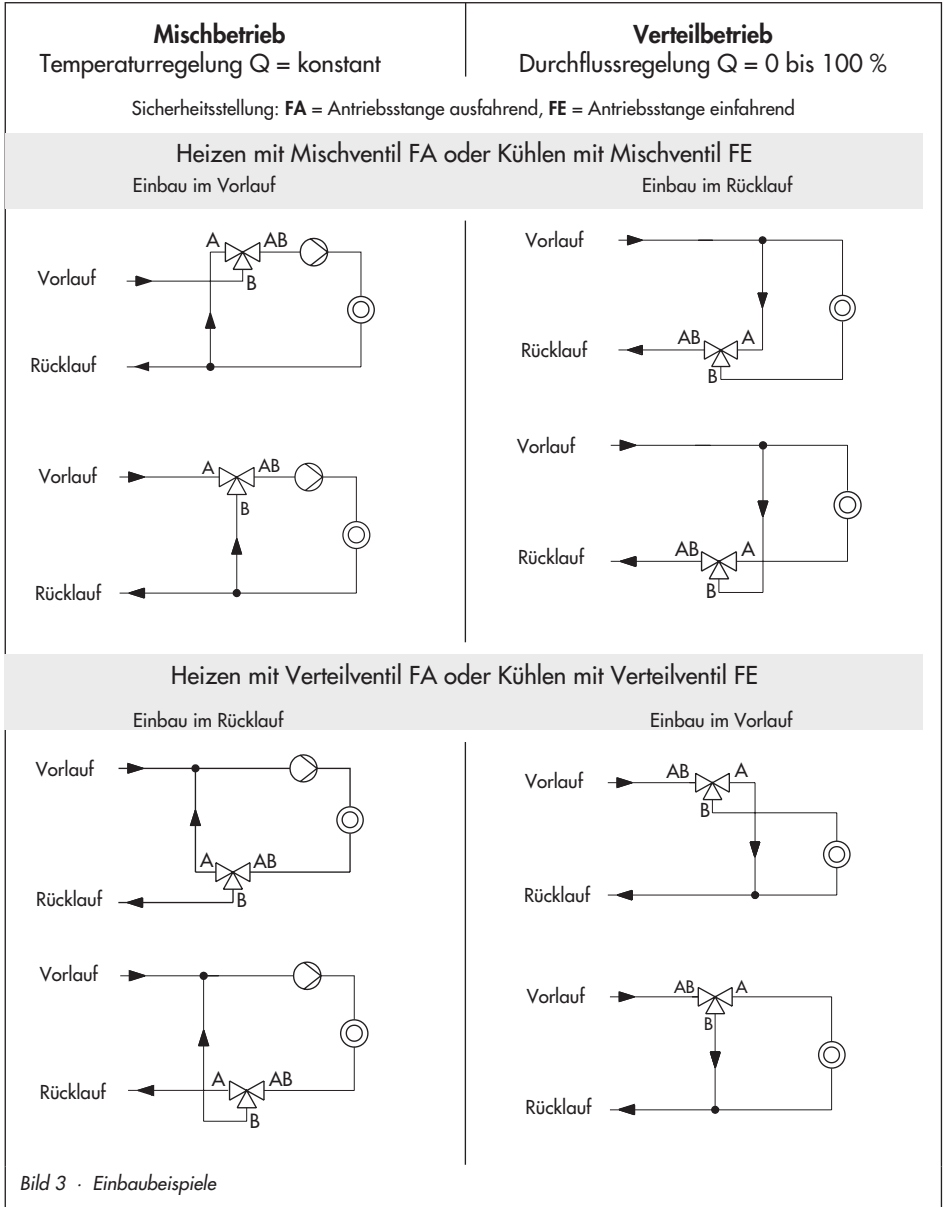 Mischbetrieb
Temperaturregelung Q = konstant
Verteilbetrieb
Durchflussregelung Q = 0 bis 100 %
Sicherheitsstellung: FA = Antriebsstange ausfahrend, FE = Antriebsstange einfahrend
Heizen mit Mischventil FA oder Kühlen mit Mischventil FE
Einbau im Vorlauf
Einbau im Rücklauf
A AB
Vorlauf
B
Rücklauf
Vorlauf
Rücklauf
AB A
B
Vorlauf
A AB
B
Rücklauf
Vorlauf
Rücklauf
AB A
B
Heizen mit Verteilventil FA oder Kühlen mit Verteilventil FE
Einbau im Rücklauf
Einbau im Vorlauf
Vorlauf
A AB
Rücklauf
B
Vorlauf
AB A
B
Rücklauf
Vorlauf
Rücklauf
A AB
B
Vorlauf
AB A
B
Rücklauf
Bild 3 · Einbaubeispiele